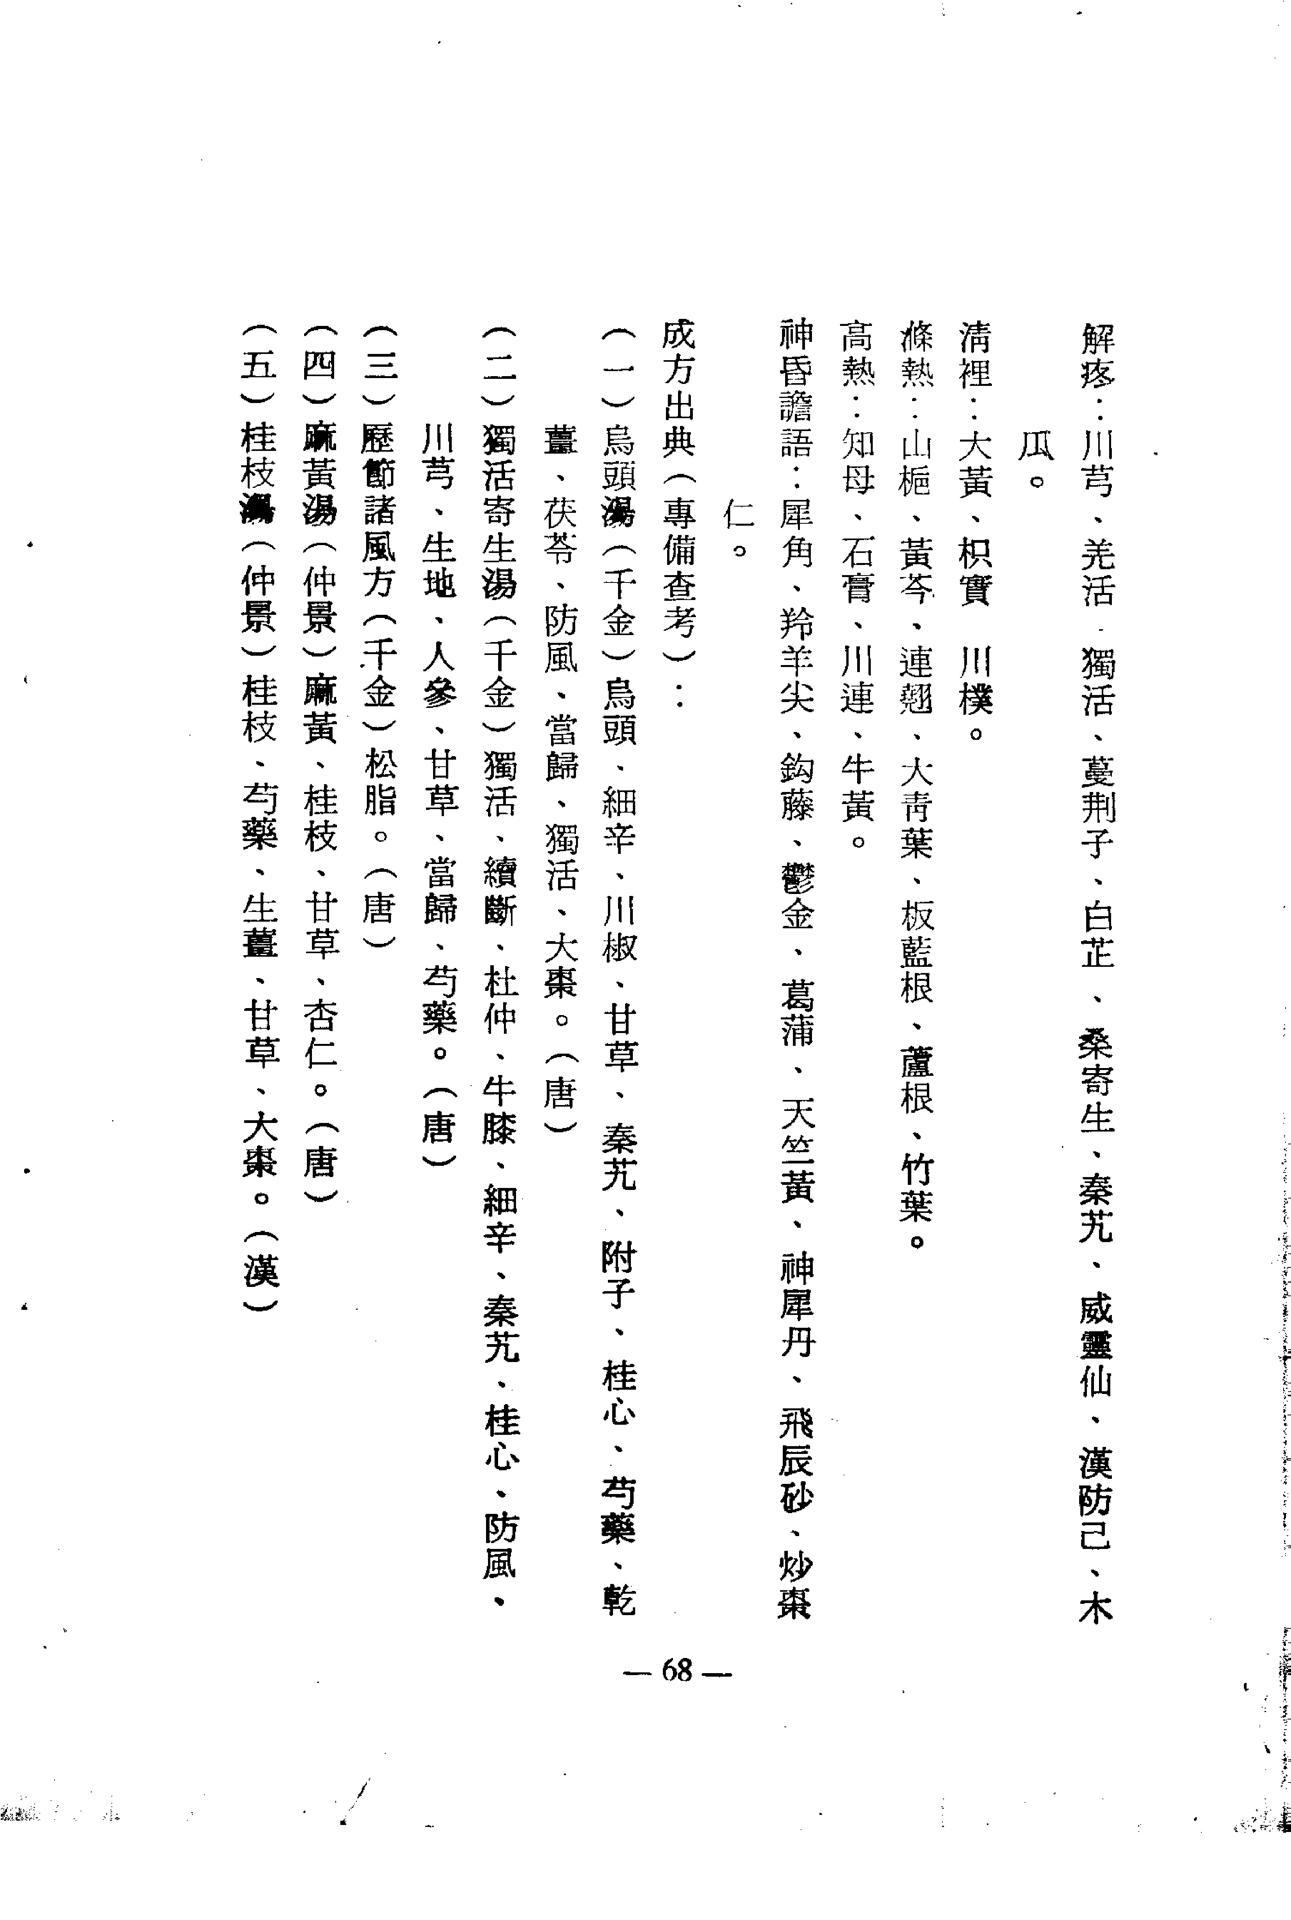 解疼：川芎、羌活 獨活、蔓荆子、白芷、桑寄生、秦艽、威靈仙、漢防己、木
瓜。
清裡：大黃、枳實 川樸。
滌熱：山梔、黃芩、連翹、大青葉、板藍根、蘆根、竹葉。
高熱：知母、石膏、川連、牛黃。
神昏譫語：犀角、羚羊尖、鈎藤、鬱金、葛蒲、天竺黃、神犀丹、飛辰砂、炒棗
仁。
成方出典（專備查考）：
（一）烏頭湯（千金）烏頭、細辛、川椒、甘草、秦艽、附子、桂心、芍藥、乾
薑、茯苓、防風、當歸、獨活、大棗。（唐）
（二）獨活寄生湯（千金）獨活、續斷、杜仲、牛膝、細辛、秦艽、桂心、防風、
川芎、生地、人參、甘草、當歸、芍藥。（唐）
（三）歷節諸風方（千金）松脂。（唐）
（四）麻黃湯（仲景）麻黃、桂枝、甘草、杏仁。（唐）
（五）桂枝湯（仲景）桂枝、芍藥、生薑、甘草、大棗。（漢）
— 68 —